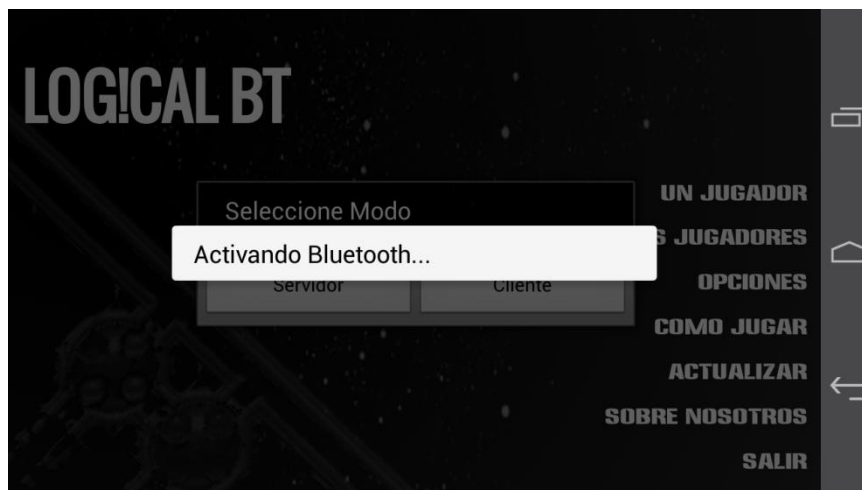 LOG!CAL BT
UN JUGADOR
Seleccione Modo
S JUGADORES
Activando Bluetooth...
Servidor
Cliente
OPCIONES
COMO JUGAR
ACTUALIZAR
SOBRE NOSOTROS
SALIR